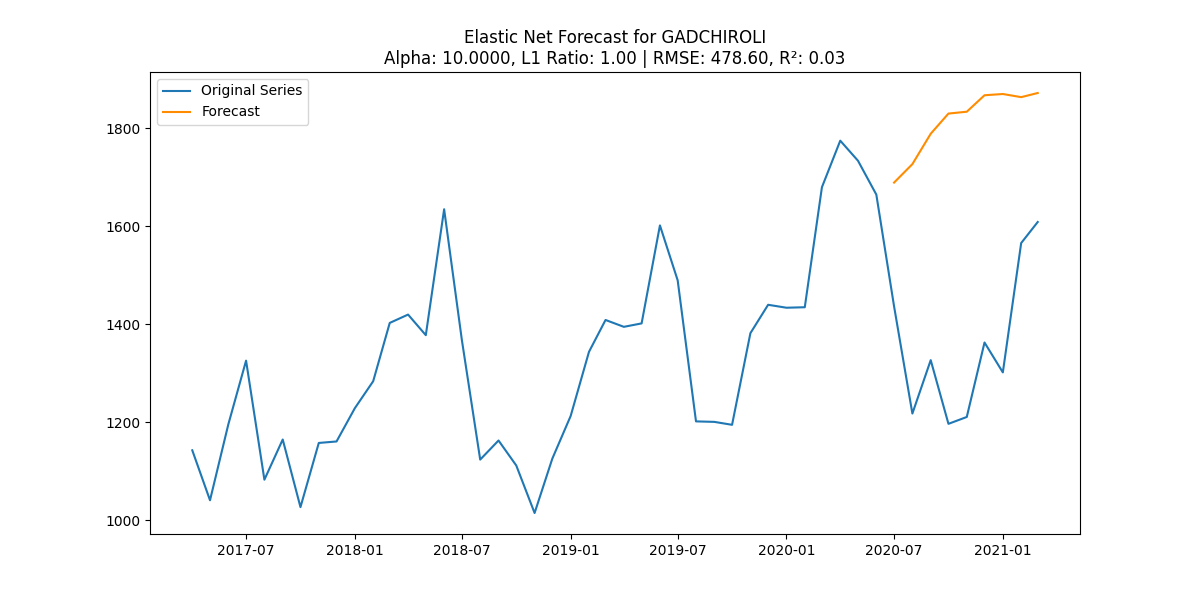 Elastic Net Forecast for GADCHIROLI
Alpha: 10.0000, L1 Ratio: 1.00 | RMSE: 478.60, R²: 0.03
Original Series
Forecast
1800
1600
1400
1200
1000
2017-07 2018-01 2018-07 2019-01 2019-07 2020-01 2020-07 2021-01